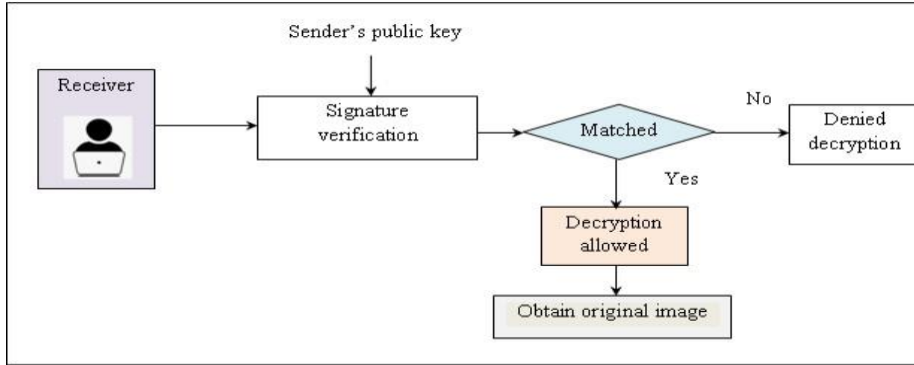 Sender's public key
Receiver
Signature
verification
Matched
No
Denied
decryption
Yes
Decryption
allowed
Obtain original image